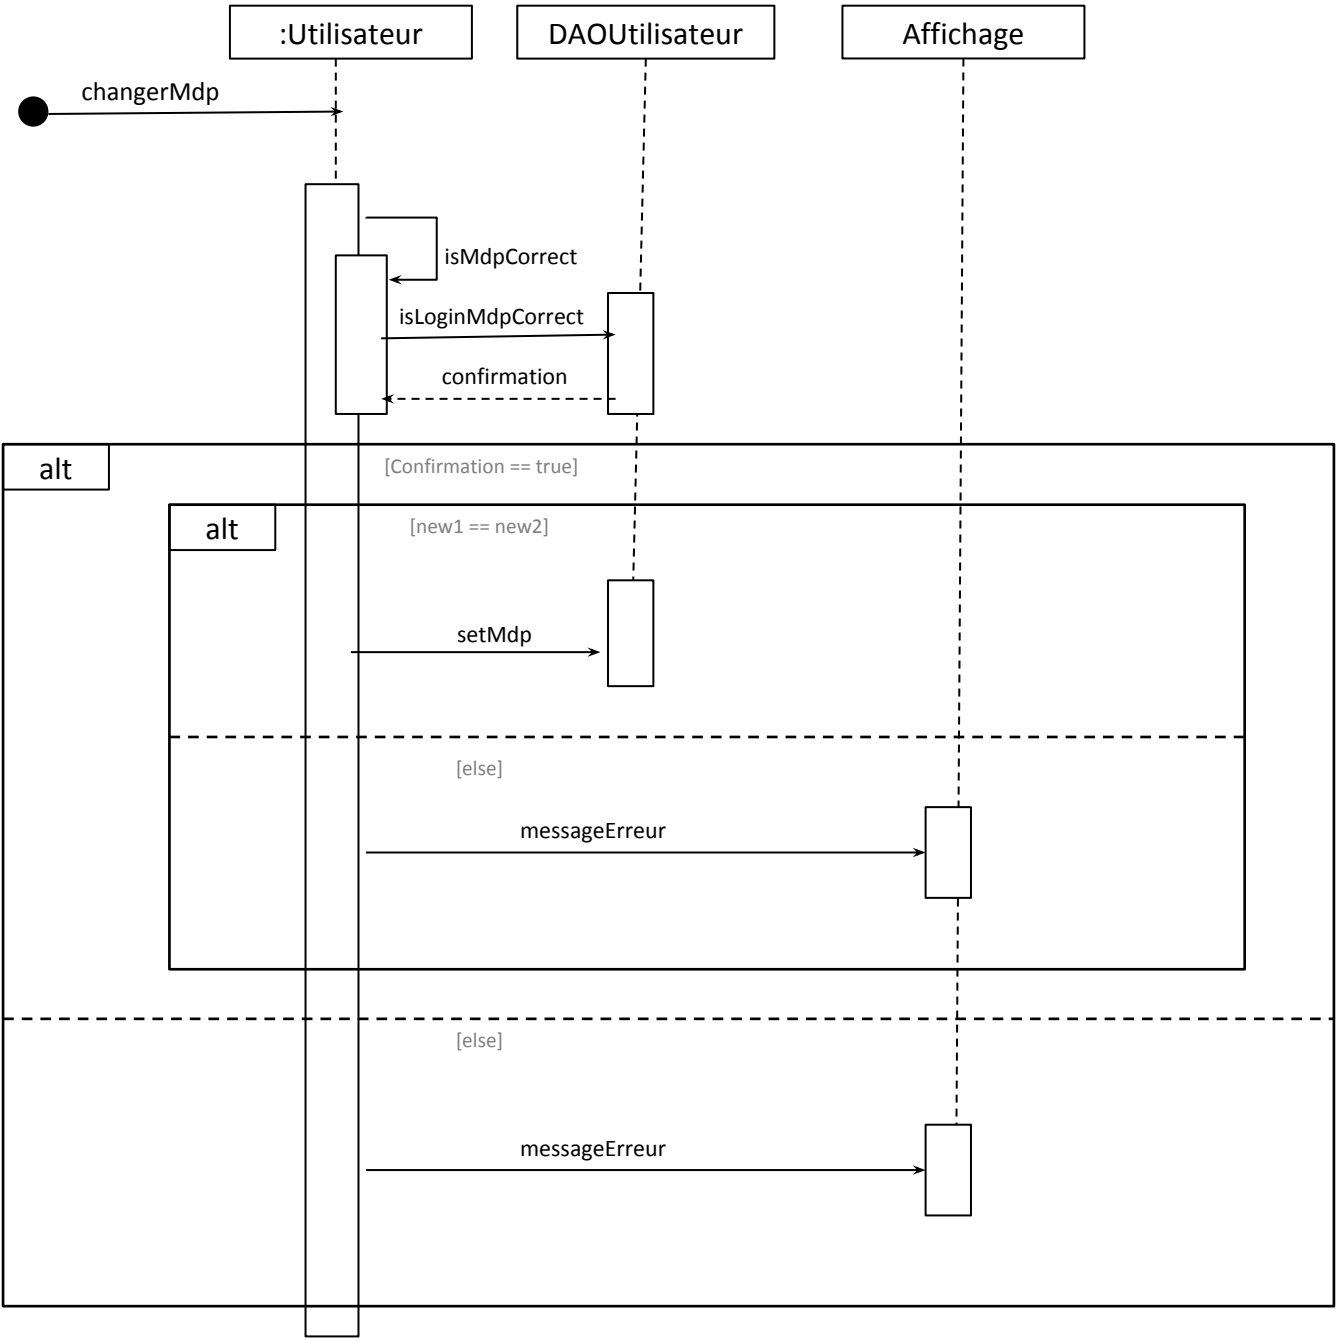 :Utilisateur
DAOUtilisateur
Affichage
changerMdp
isMdpCorrect
isLoginMdpCorrect
confirmation
alt
[Confirmation == true]
alt
[new1 == new2]
setMdp
[else]
messageErreur
[else]
messageErreur